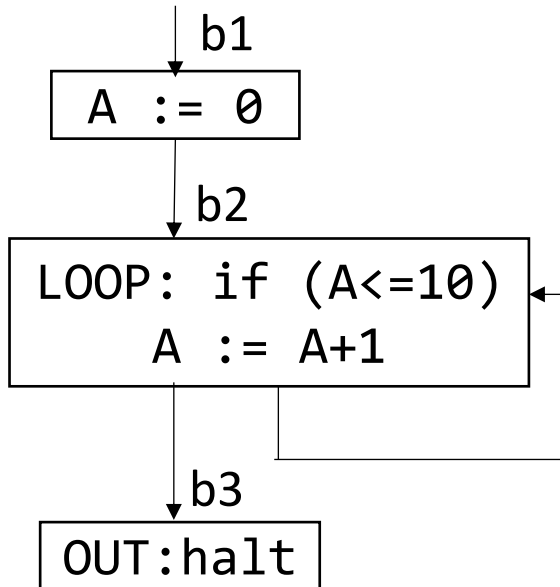 b1
A := 0
b2
LOOP: if (A<=10)
A := A+1
b3
OUT:halt